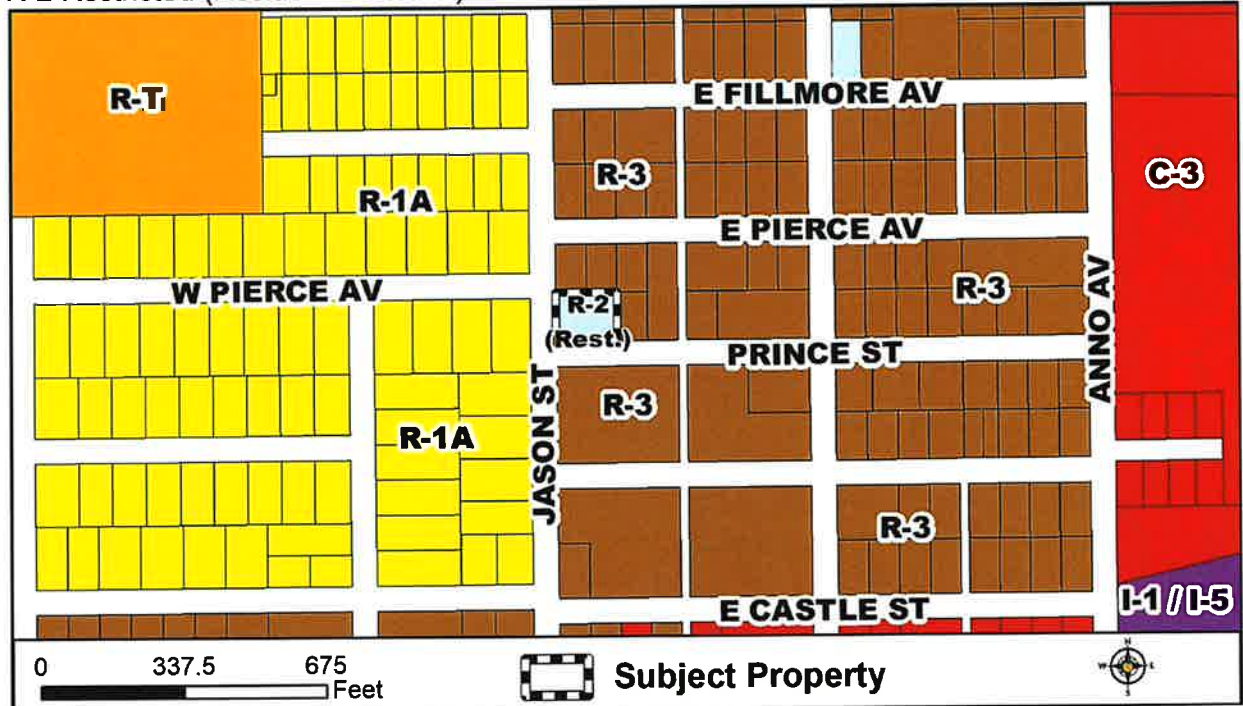 R-T
E FILLMORE AV
R-3
C-3
R-1A
E PIERCE AV
W PIERCE AV
R-3
ANNO AV
R-2
(Rest.)
PRINCE ST
JASON ST
R-3
R-1A
R-3
E CASTLE ST
I-1 / I-5
0 337.5 675
Feet
Subject Property
N
W E
S